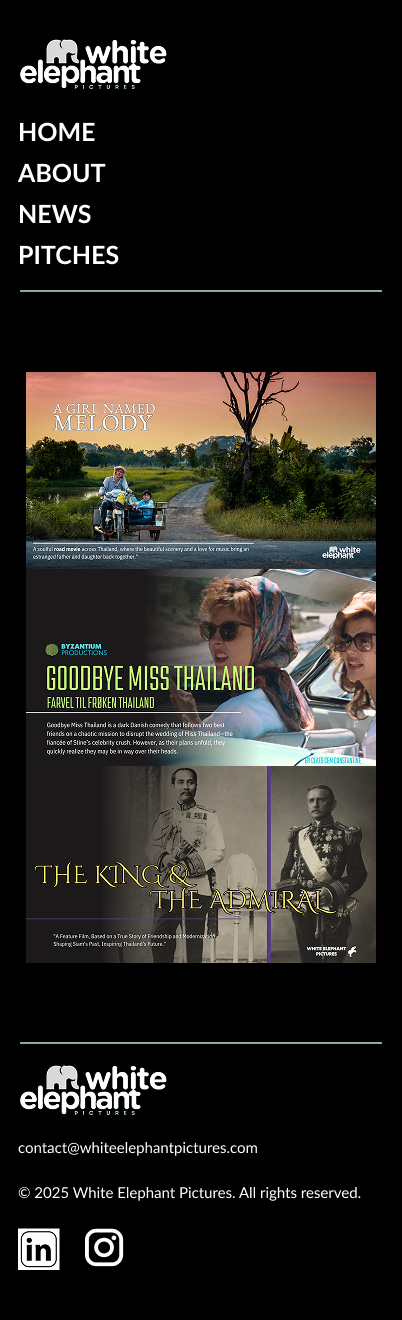 white
elephant
PICTURES
HOME
ABOUT
NEWS
PITCHES
A GIRL NAMED
MELODY
A soulful road movie across Thailand, where the beautiful scenery and a love for music bring an
estranged father and daughter back together."
white
elephant
BYZANTIUM
PRODUCTIONS
GOODBYE MISS THAILAND
FARVEL TIL FRØKEN THAILAND
Goodbye Miss Thailand is a dark Danish comedy that follows two best
friends on a chaotic mission to disrupt the wedding of Miss Thailand—the
fiancée of Stine's celebrity crush. However, as their plans unfold, they
quickly realize they may be in way over their heads.
BY CLAES CEM CONSTANTINE
THE KING &
THE ADMIRAL
"A Feature Film, Based on a True Story of Friendship and Modernization-
Shaping Siam's Past, Inspiring Thailand's Future."
WHITE ELEPHANT
PICTURES
white
elephant
PICTURES
contact@whiteelephantpictures.com
© 2025 White Elephant Pictures. All rights reserved.
in